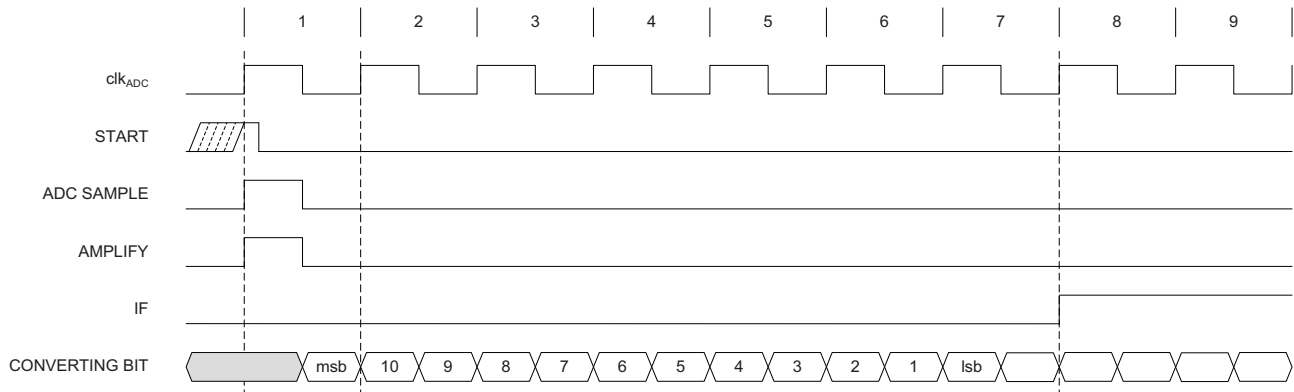 1 2 3 4 5 6 7 8 9
clkADC
START
ADC SAMPLE
AMPLIFY
IF
CONVERTING BIT msb 10 9 8 7 6 5 4 3 2 1 lsb